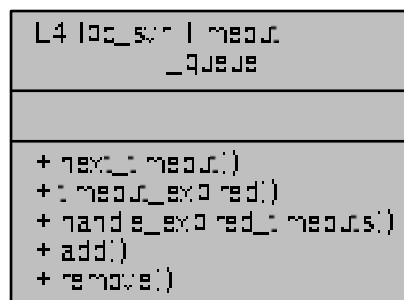 L4::Ipc_svr::Timeout
_queue
+ next_timeout()
+ timeout_expired()
+ handle_expired_timeouts()
+ add()
+ remove()